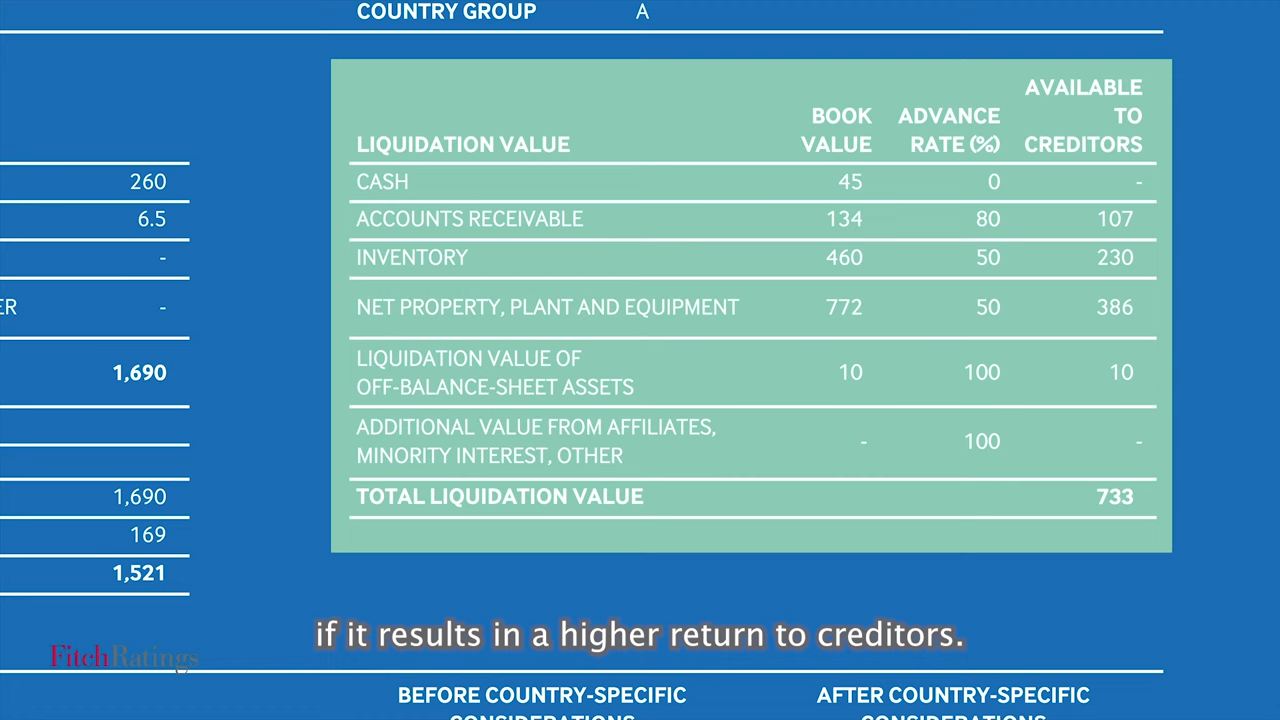 COUNTRY GROUP A
LIQUIDATION VALUE BOOK VALUE ADVANCE RATE (%) AVAILABLE TO CREDITORS
260 CASH 45 0 -
6.5 ACCOUNTS RECEIVABLE 134 80 107
- INVENTORY 460 50 230
ER - NET PROPERTY, PLANT AND EQUIPMENT 772 50 386
LIQUIDATION VALUE OF
1,690 OFF-BALANCE-SHEET ASSETS 10 100 10
ADDITIONAL VALUE FROM AFFILIATES,
MINORITY INTEREST, OTHER - 100 -
1,690 TOTAL LIQUIDATION VALUE 733
169
1,521
if it results in a higher return to creditors.
FitchRatings
BEFORE COUNTRY-SPECIFIC CONSIDERATIONS AFTER COUNTRY-SPECIFIC CONSIDERATIONS